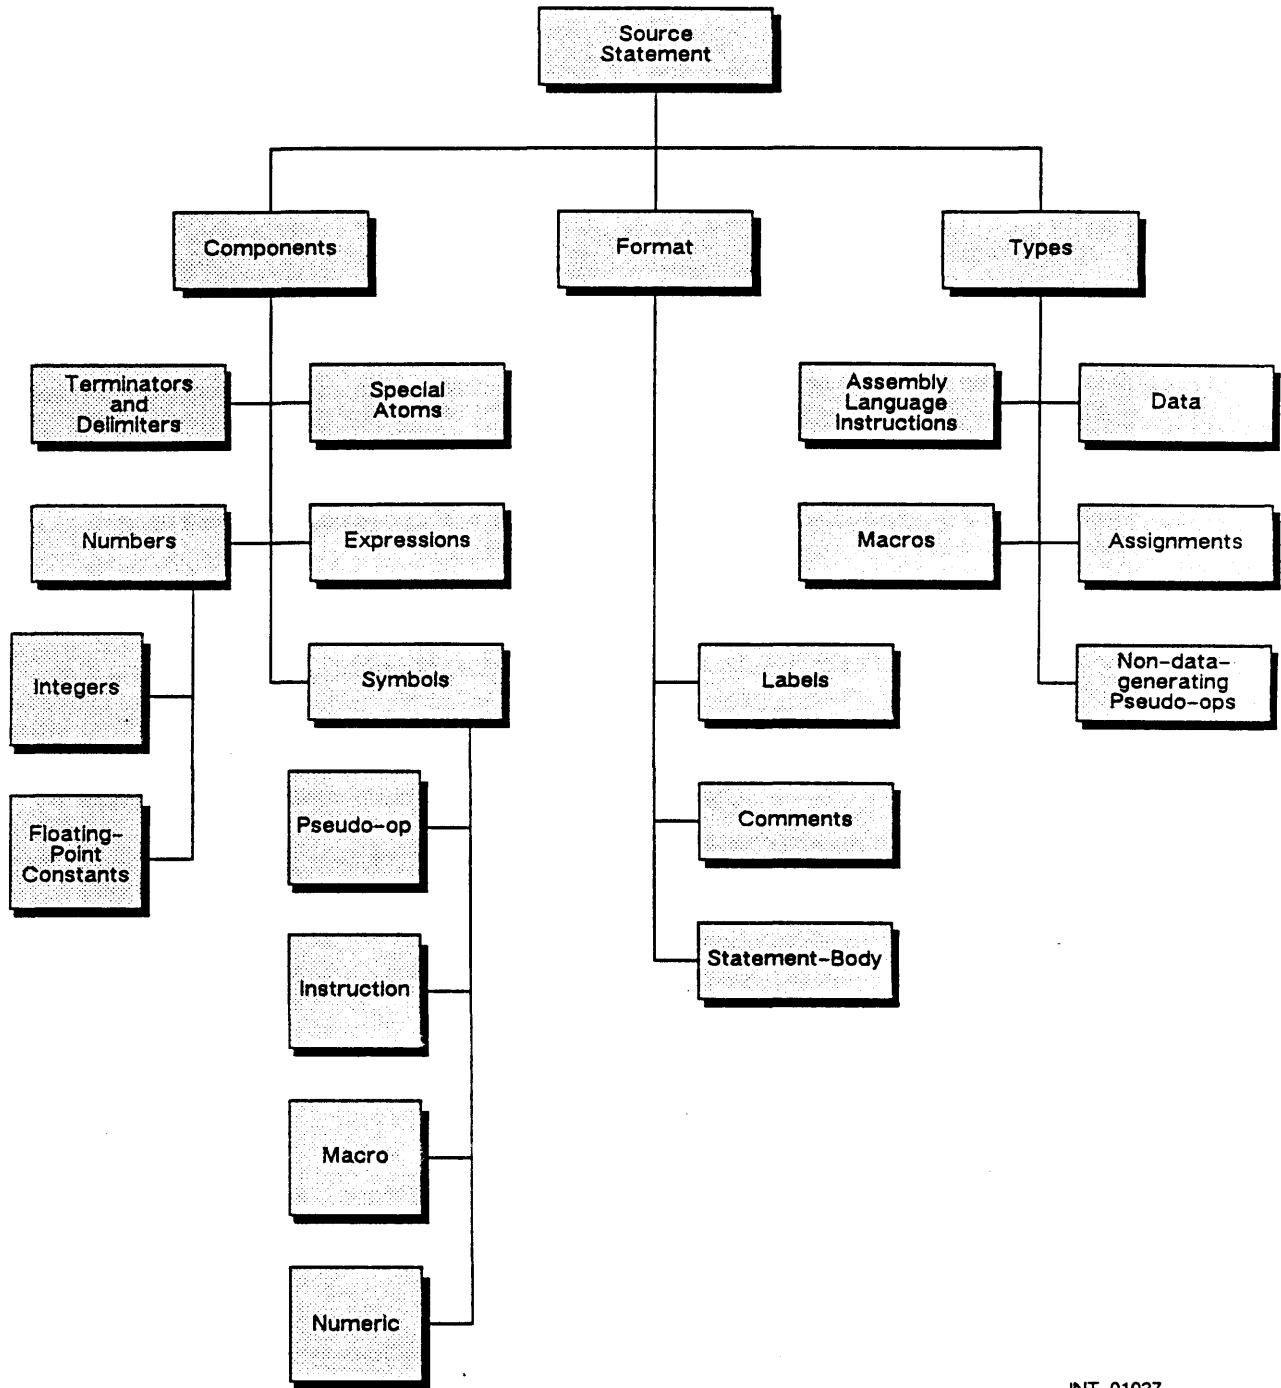 Source
Statement
Components
Format
Types
Terminators
and
Delimiters
Special
Atoms
Assembly
Language
Instructions
Data
Numbers
Expressions
Macros
Assignments
Integers
Symbols
Labels
Non-data-
generating
Pseudo-ops
Floating-
Point
Constants
Pseudo-op
Comments
Instruction
Statement-Body
Macro
Numeric